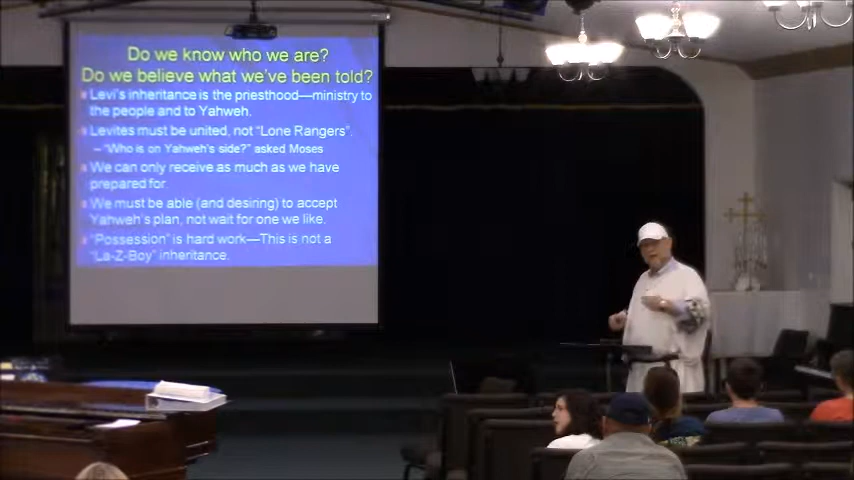 Do we know who we are?
Do we believe what we've been told?
Levi's inheritance is the priesthood—ministry to
the people and to Yahweh.
Levites must be united, not "Lone Rangers".
– "Who is on Yahweh's side?" asked Moses
We can only receive as much as we have
prepared for.
We must be able (and desiring) to accept
Yahweh's plan, not wait for one we like.
"Possession" is hard work—This is not a
"La-Z-Boy" inheritance.